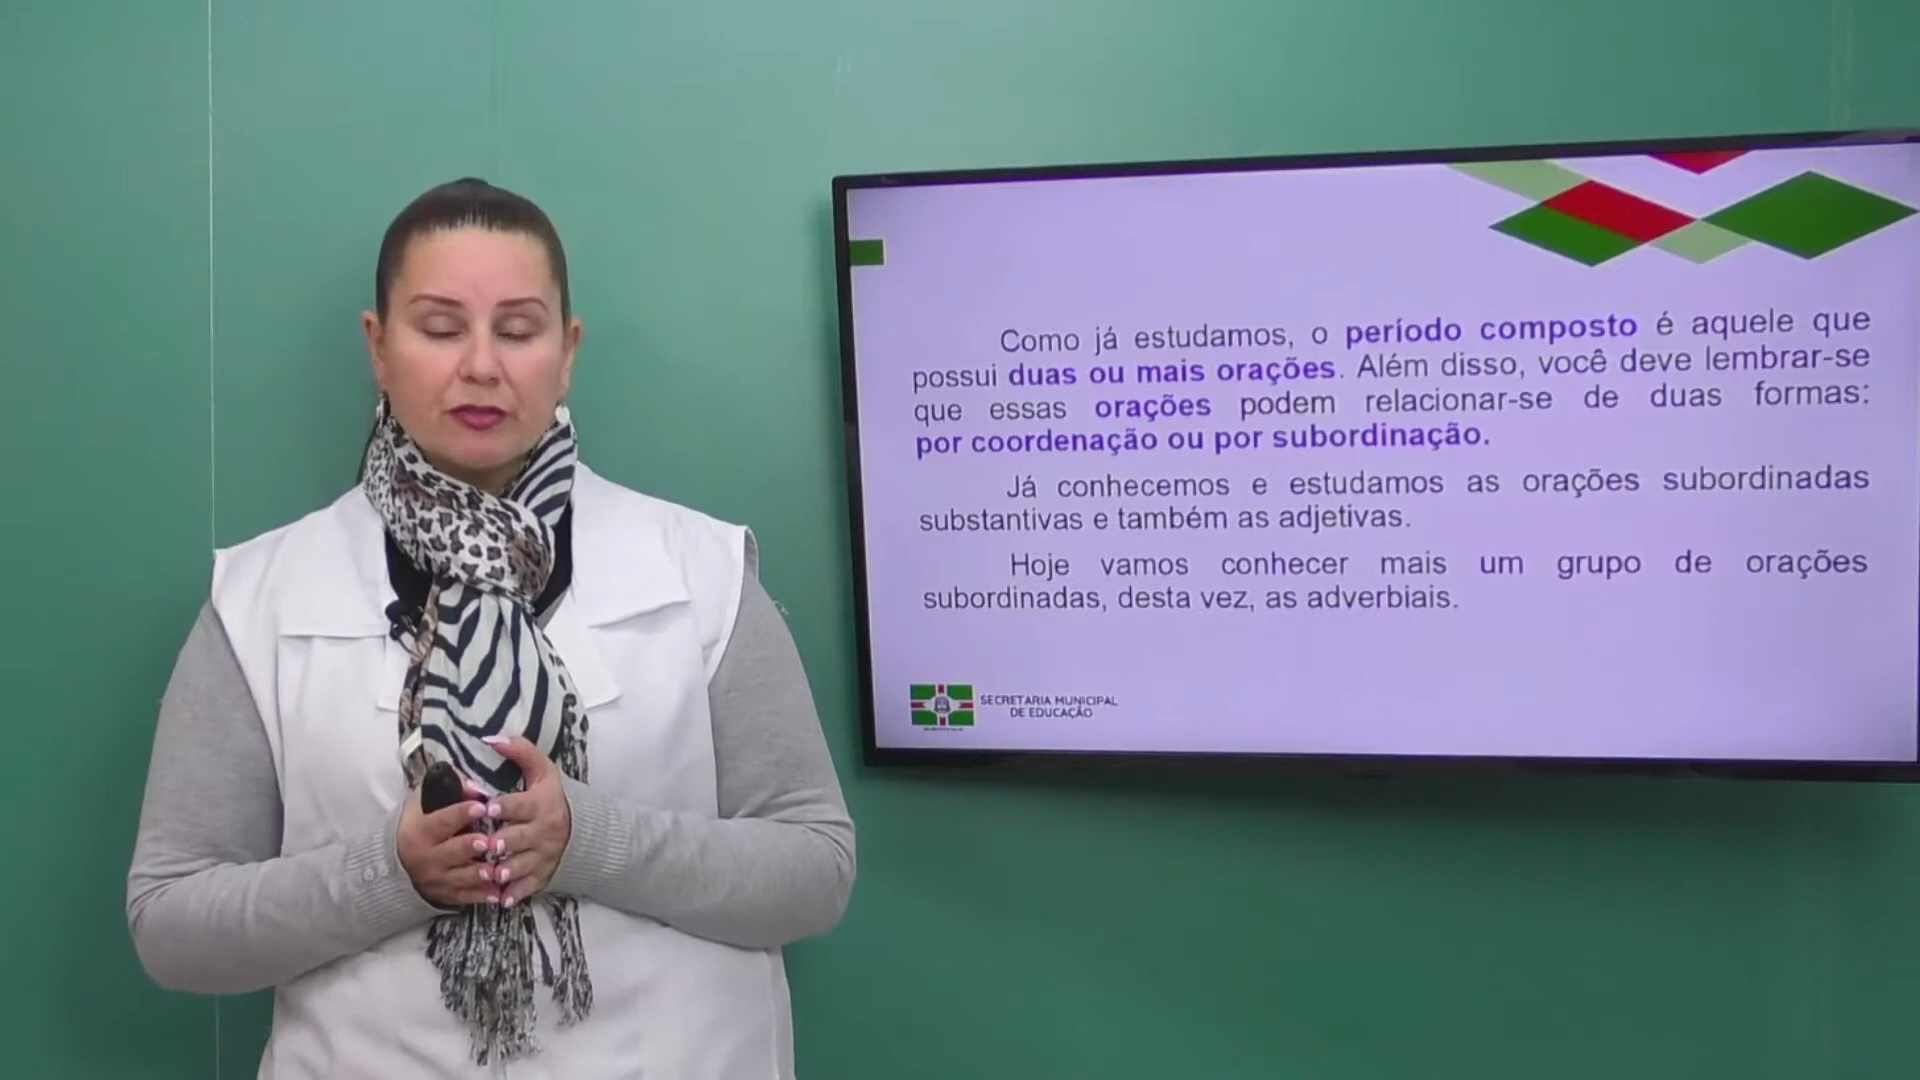 Como já estudamos, o período composto é aquele que
possui duas ou mais orações. Além disso, você deve lembrar-se
que essas orações podem relacionar-se de duas formas:
por coordenação ou por subordinação.
Já conhecemos e estudamos as orações subordinadas
substantivas e também as adjetivas.
Hoje vamos conhecer mais um grupo de orações
subordinadas, desta vez, as adverbiais.
SECRETARIA MUNICIPAL
DE EDUCAÇÃO